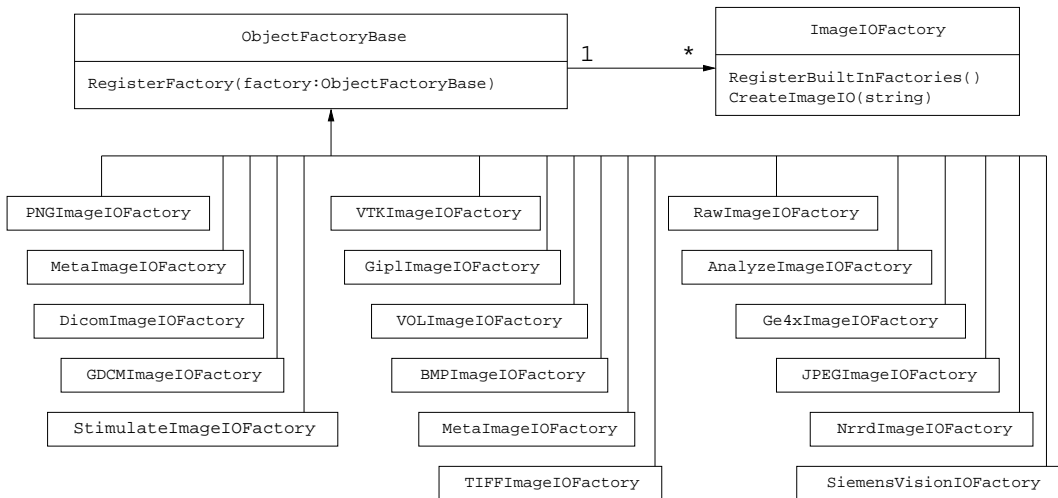 ObjectFactoryBase
RegisterFactory(factory:ObjectFactoryBase)
1
*
ImageIOFactory
RegisterBuiltInFactories()
CreateImageIO(string)
PNGImageIOFactory
VTKImageIOFactory
RawImageIOFactory
MetaImageIOFactory
GiplImageIOFactory
AnalyzeImageIOFactory
DicomImageIOFactory
VOLImageIOFactory
Ge4xImageIOFactory
GDCMImageIOFactory
BMPImageIOFactory
JPEGImageIOFactory
StimulateImageIOFactory
MetaImageIOFactory
NrrdImageIOFactory
TIFFImageIOFactory
SiemensVisionIOFactory